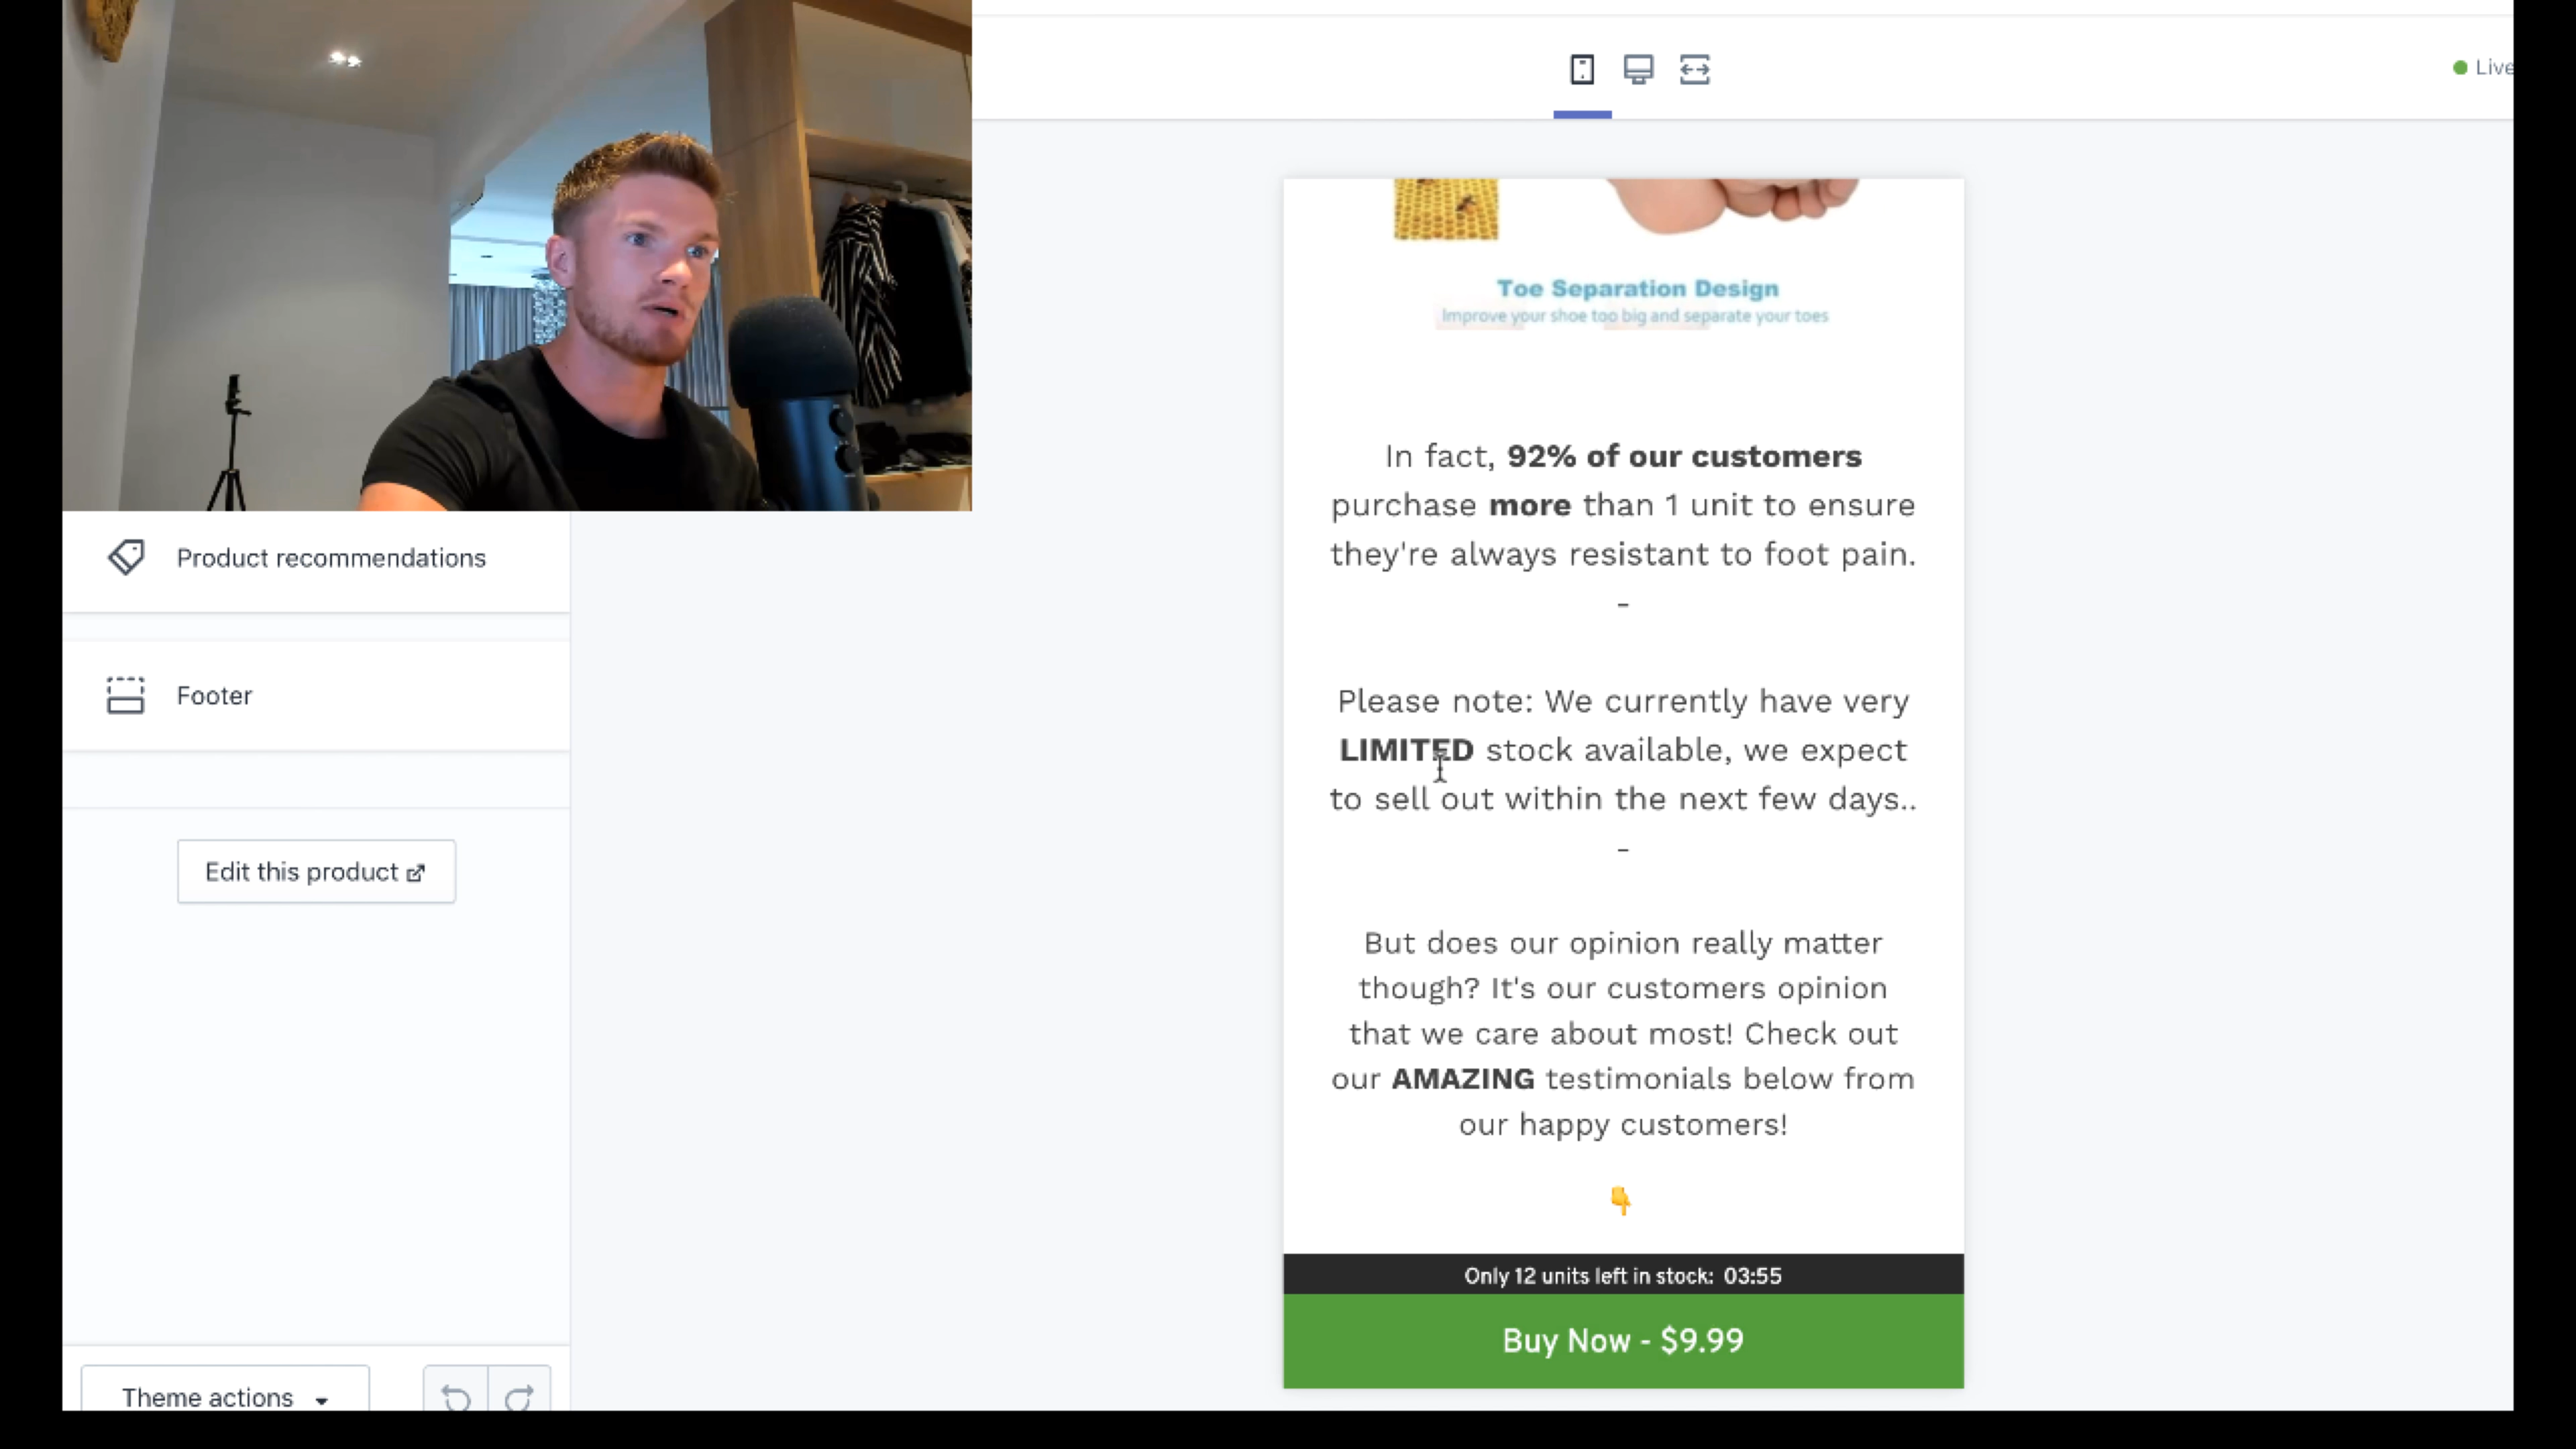 Live
Toe Separation Design
Improve your shoe too big and separate your toes
In fact, 92% of our customers
purchase more than 1 unit to ensure
they're always resistant to foot pain.
-
Please note: We currently have very
LIMITED stock available, we expect
to sell out within the next few days..
-
But does our opinion really matter
though? It's our customers opinion
that we care about most! Check out
our AMAZING testimonials below from
our happy customers!
Only 12 units left in stock: 03:55
Buy Now - $9.99
Product recommendations
Footer
Edit this product
Theme actions